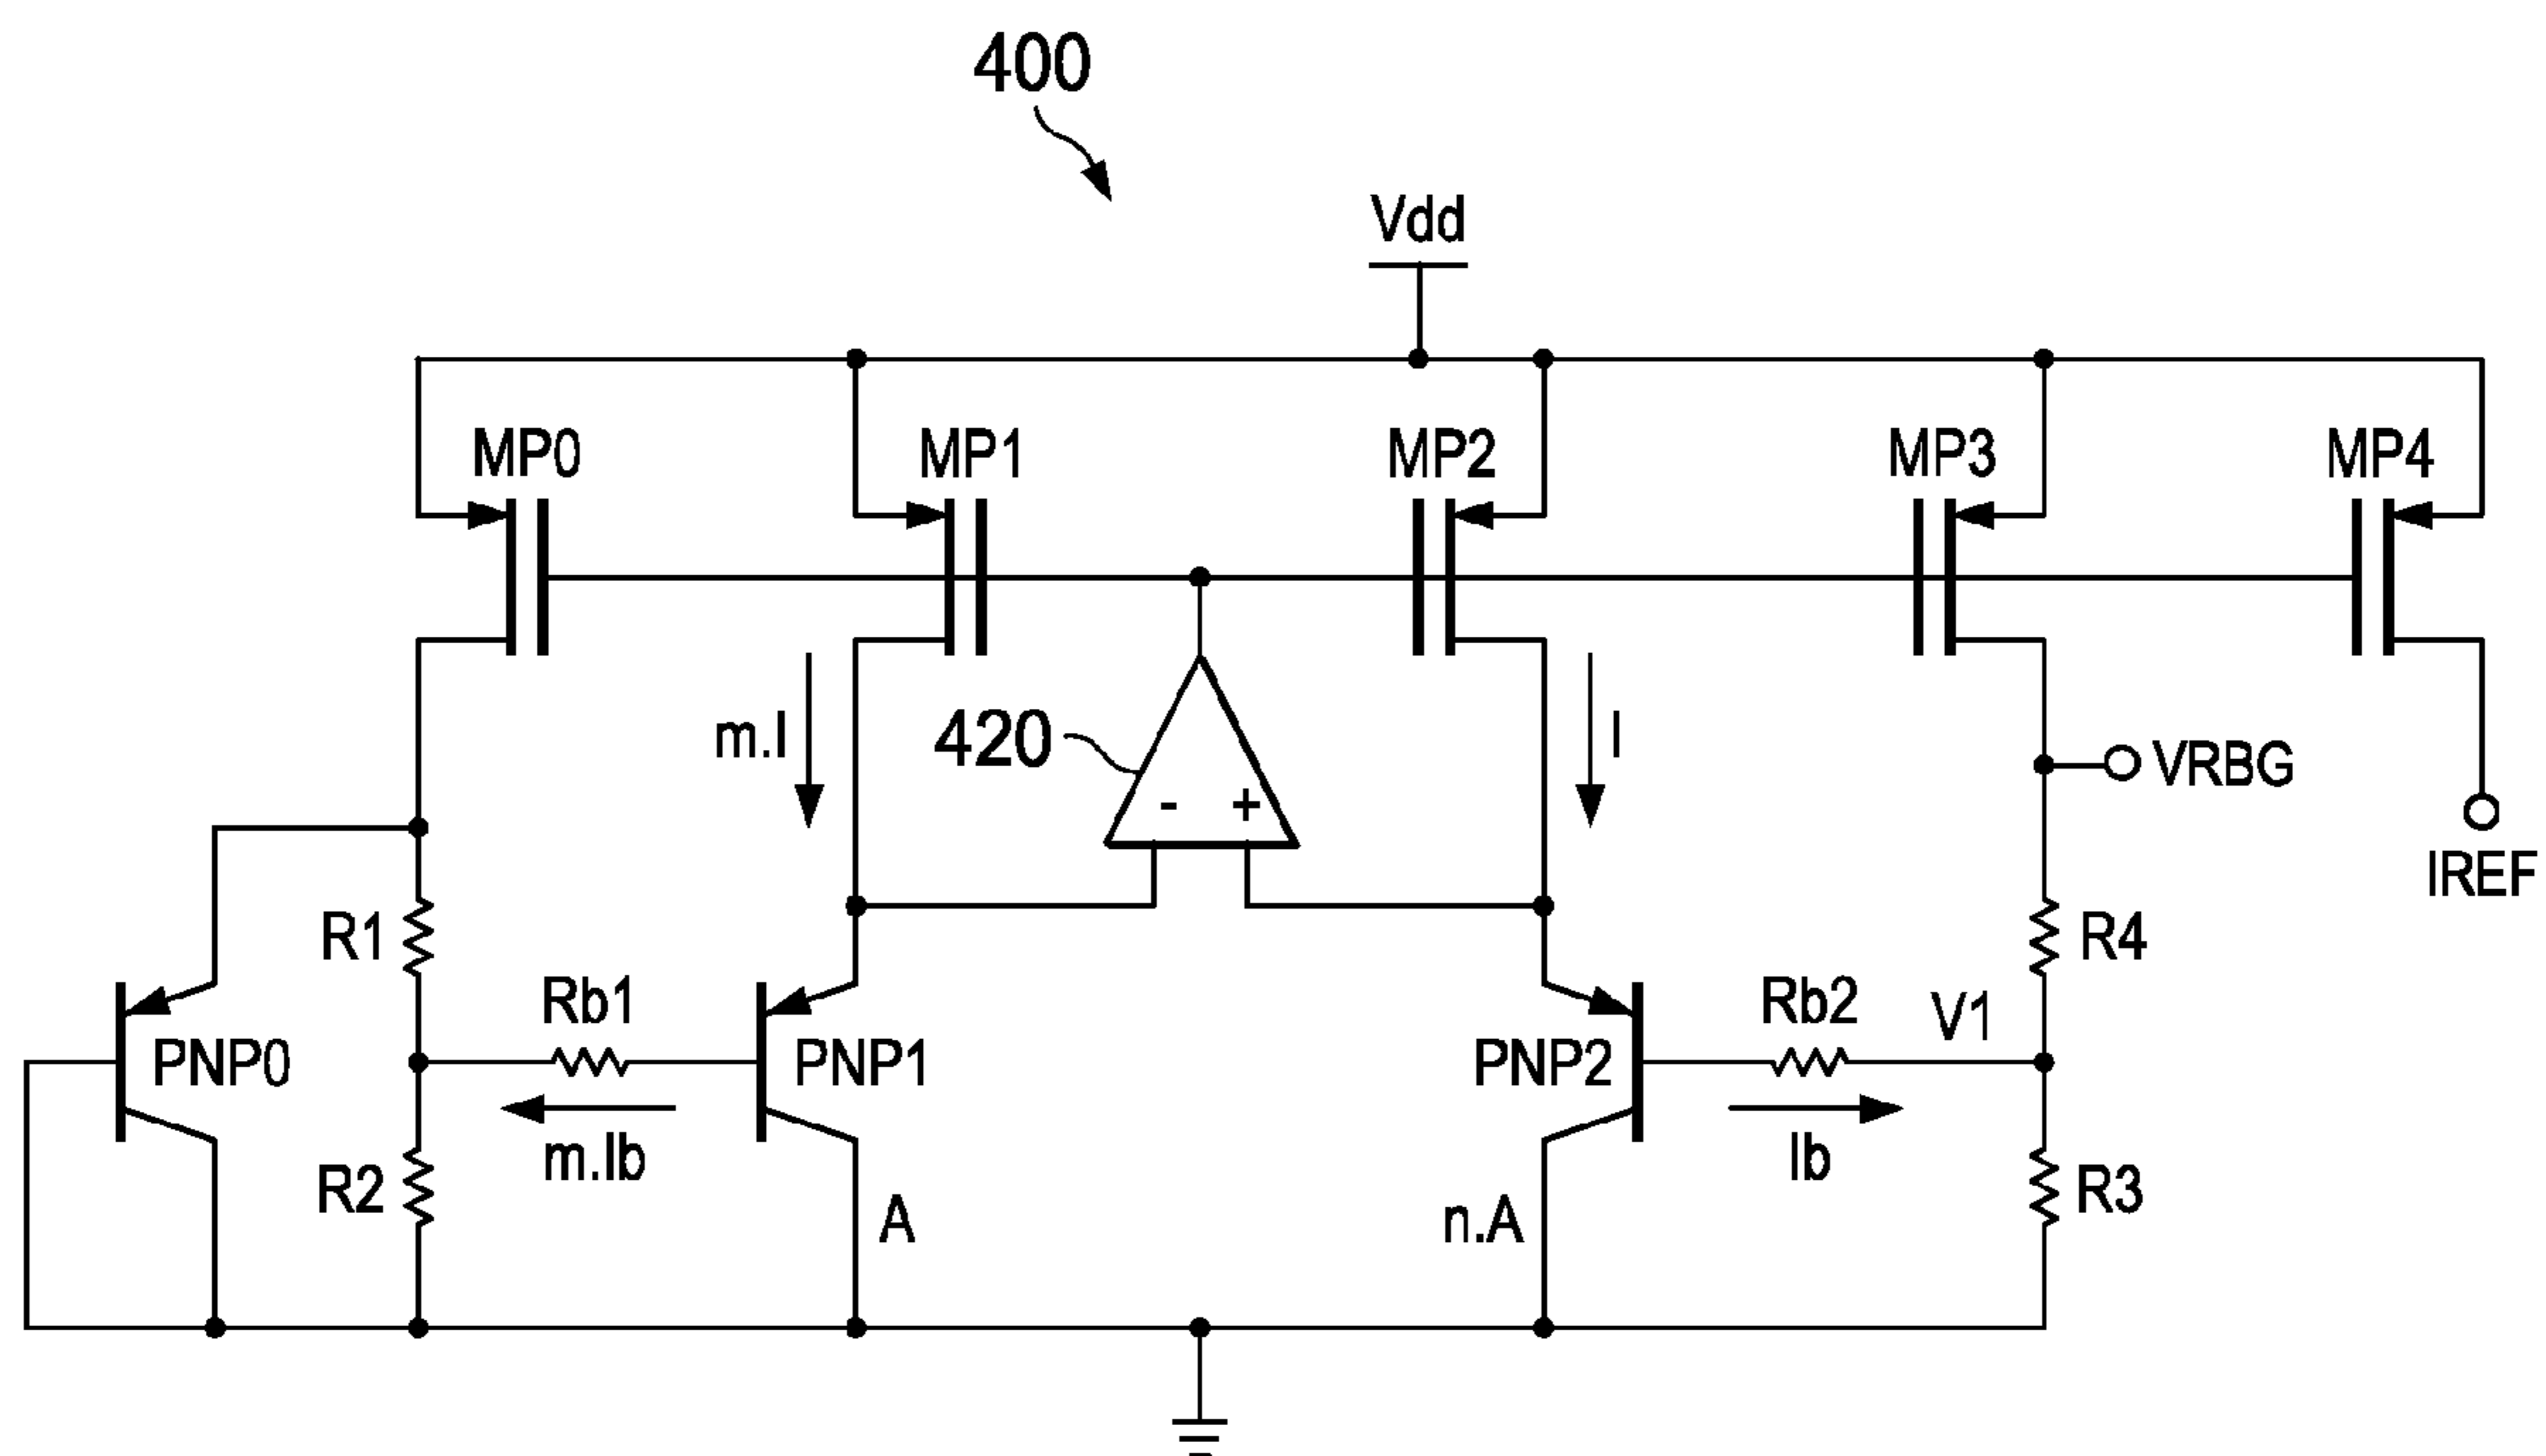 400
Vdd
MP0
MP1
MP2
MP3
MP4
m.I
420
- +
I
VRBG
IREF
R1
Rb1
PNP0
PNP1
PNP2
Rb2
V1
R4
m.Ib
Ib
R2
A
n.A
R3